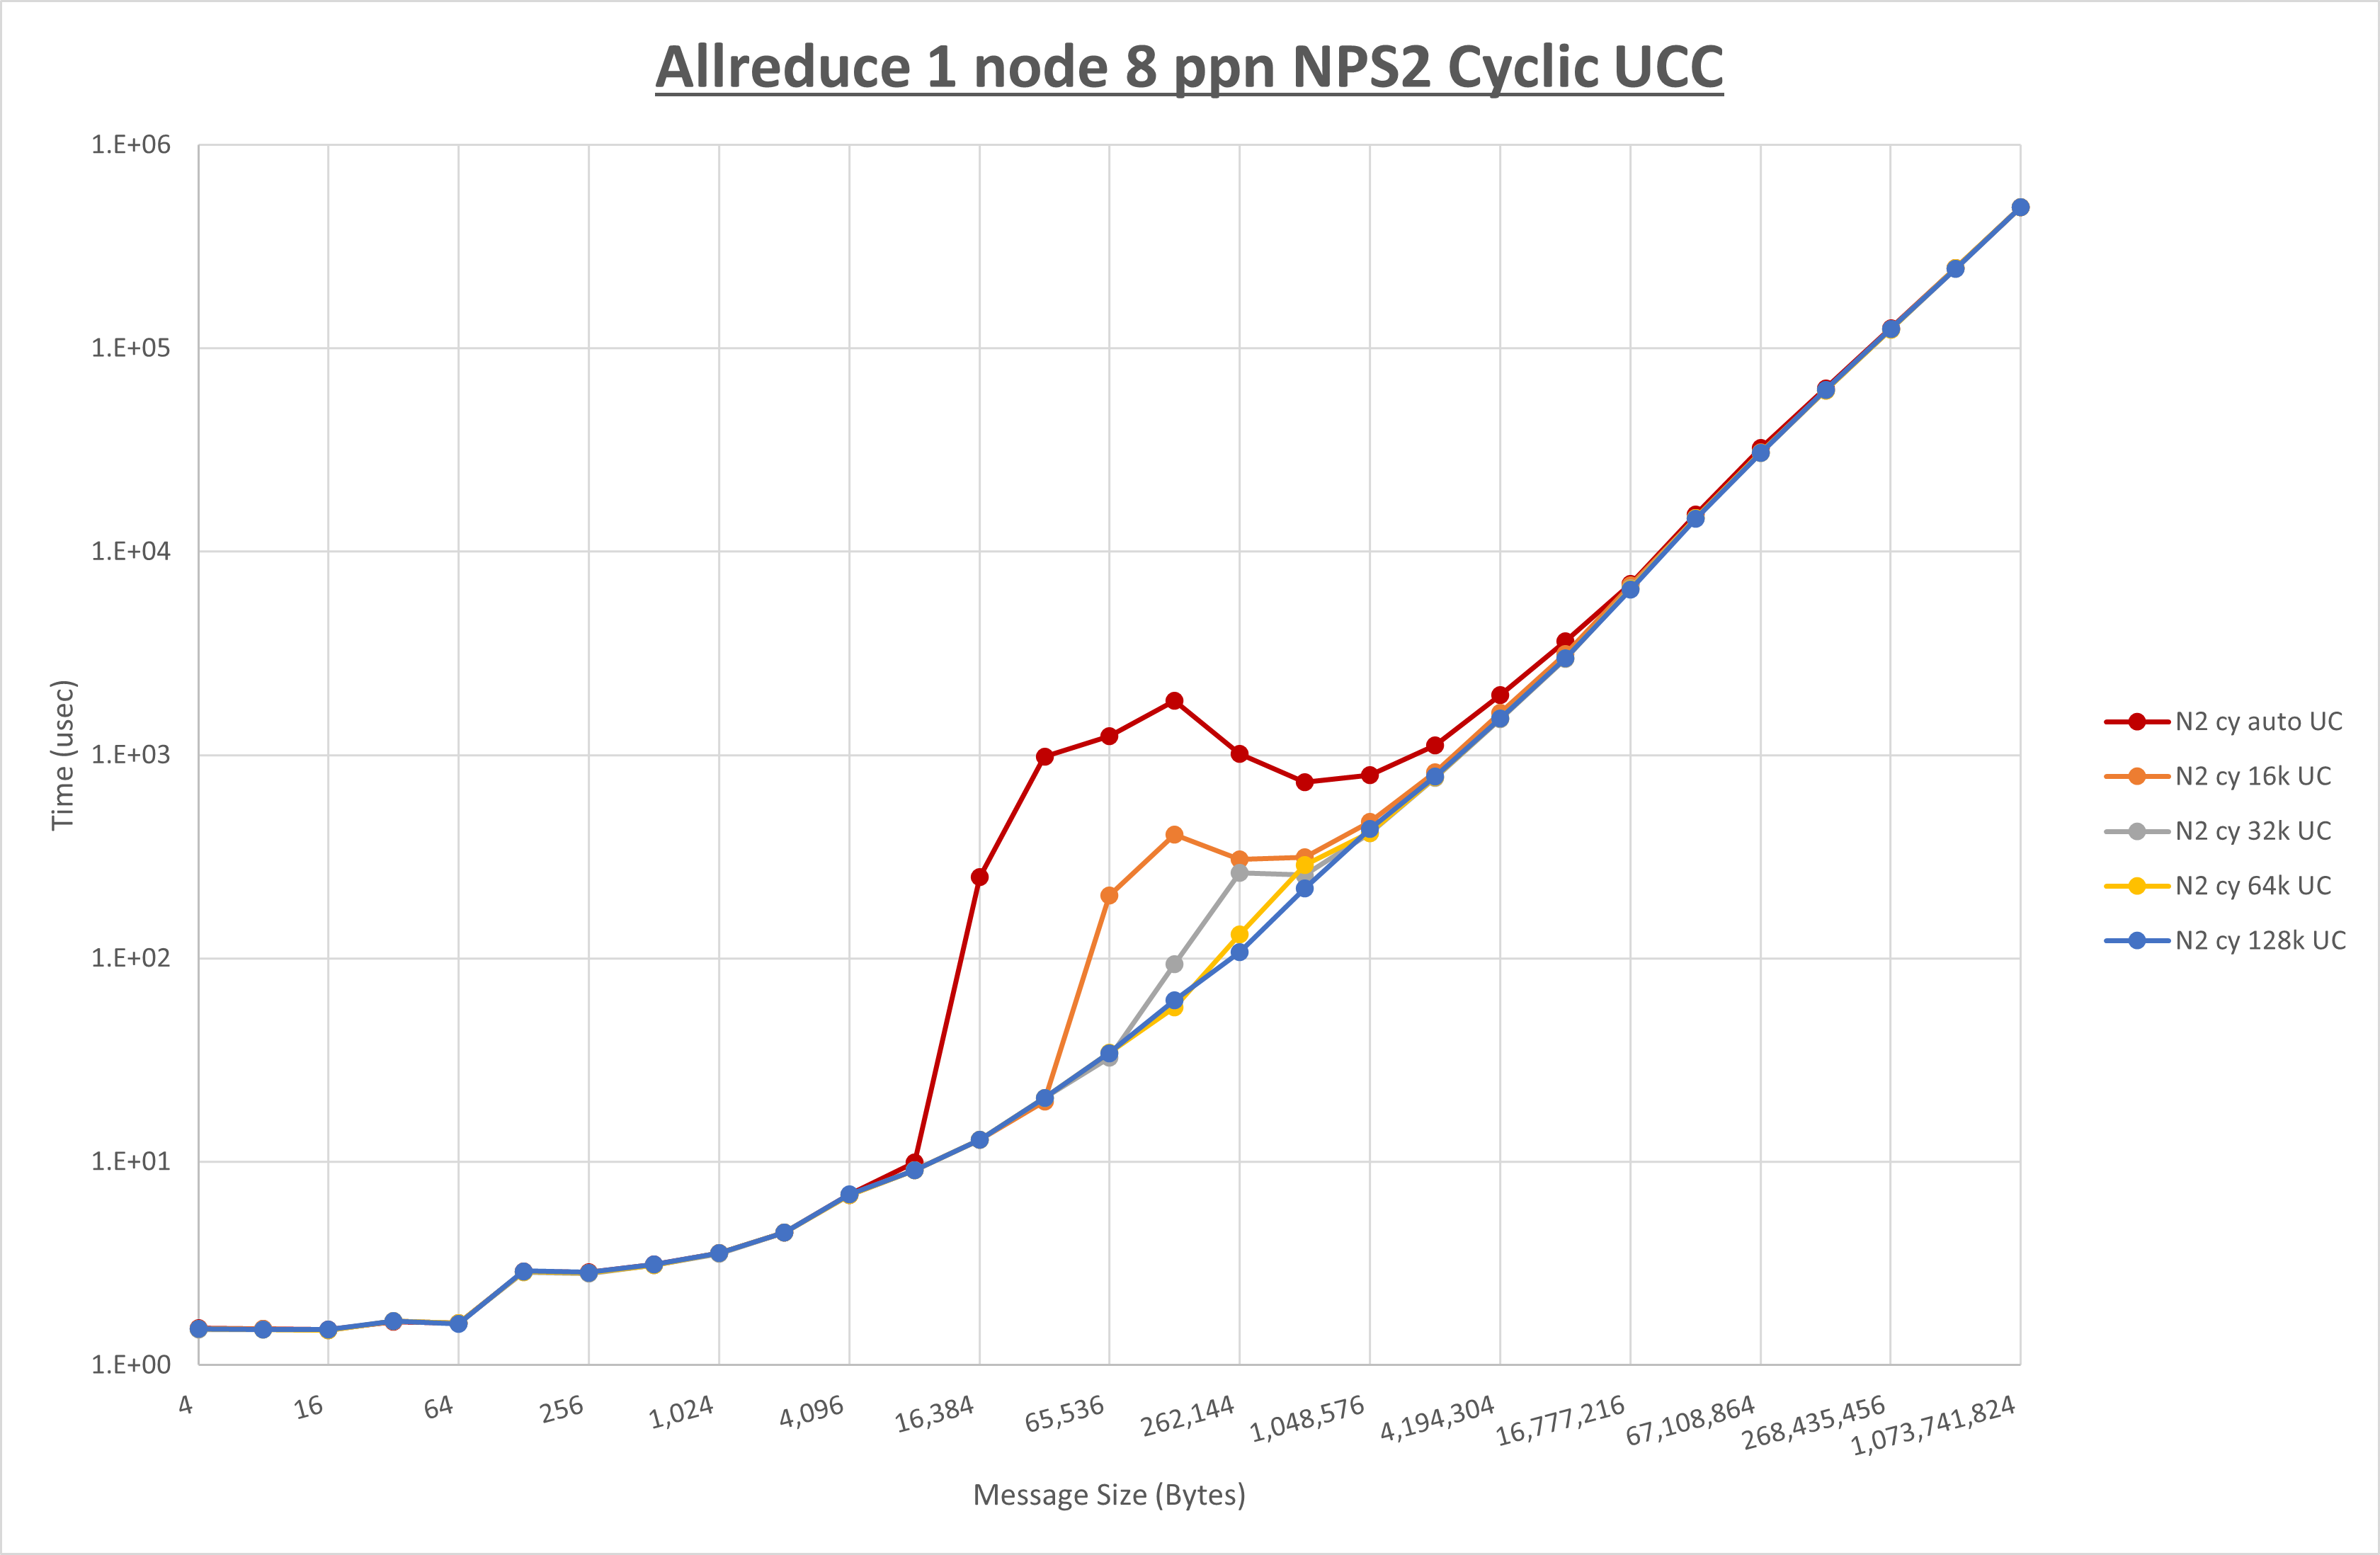 Allreduce 1 node 8 ppn NPS2 Cyclic UCC
1.E+06
1.E+05
1.E+04
1.E+03
1.E+02
1.E+01
1.E+00
Time (usec)
4
16
64
256
1,024
4,096
16,384
65,536
262,144
1,048,576
4,194,304
16,777,216
67,108,864
268,435,456
1,073,741,824
Message Size (Bytes)
N2 cy auto UC
N2 cy 16k UC
N2 cy 32k UC
N2 cy 64k UC
N2 cy 128k UC